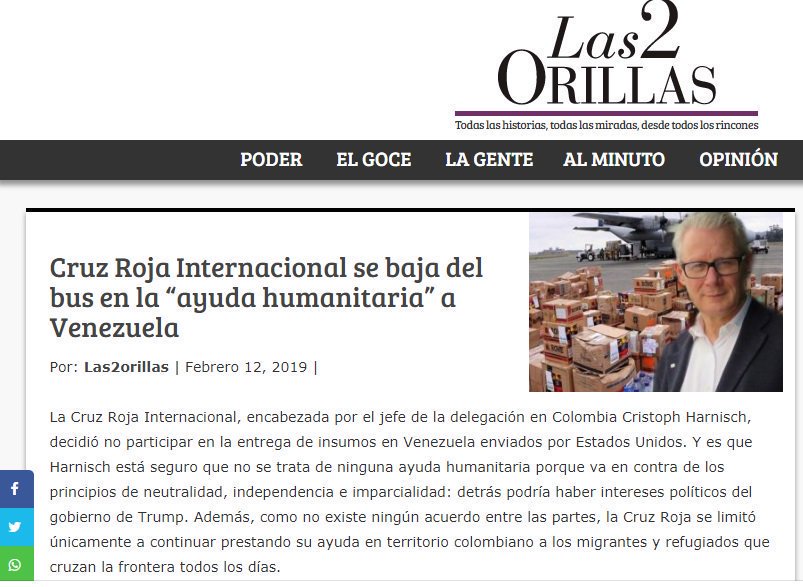 Las2
ORILLAS
Todas las historias, todas las miradas, desde todos los rincones
PODER EL GOCE LA GENTE AL MINUTO OPINIÓN
Cruz Roja Internacional se baja del
bus en la “ayuda humanitaria” a
Venezuela
Por: Las2orillas | Febrero 12, 2019 |
La Cruz Roja Internacional, encabezada por el jefe de la delegación en Colombia Cristoph Harnisch,
decidió no participar en la entrega de insumos en Venezuela enviados por Estados Unidos. Y es que
Harnisch está seguro que no se trata de ninguna ayuda humanitaria porque va en contra de los
principios de neutralidad, independencia e imparcialidad: detrás podría haber intereses políticos del
gobierno de Trump. Además, como no existe ningún acuerdo entre las partes, la Cruz Roja se limitó
únicamente a continuar prestando su ayuda en territorio colombiano a los migrantes y refugiados que
cruzan la frontera todos los días.